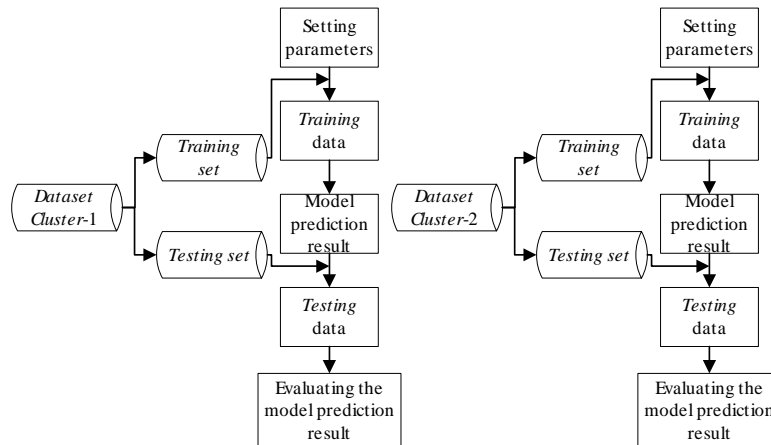 Setting
parameters
Training
data
Training
set
Dataset
Cluster-1
Model
prediction
result
Testing set
Testing
data
Evaluating the
model prediction
result
Setting
parameters
Training
data
Training
set
Dataset
Cluster-2
Model
prediction
result
Testing set
Testing
data
Evaluating the
model prediction
result